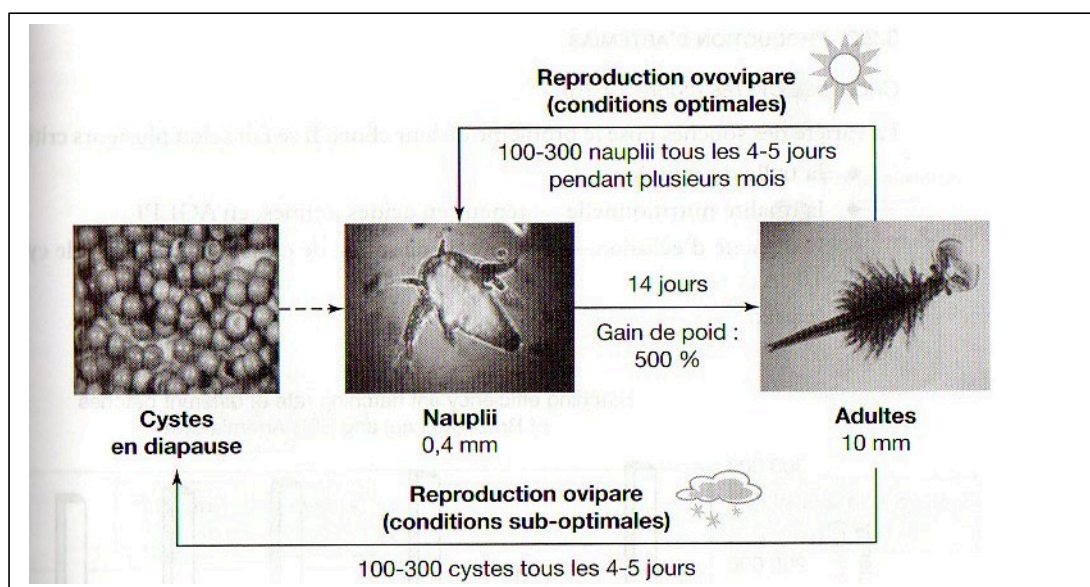 Reproduction ovovipare
(conditions optimales)
100-300 nauplii tous les 4-5 jours
pendant plusieurs mois
14 jours
Gain de poid :
500 %
Cystes
en diapause
Nauplii
0,4 mm
Adultes
10 mm
Reproduction ovipare
(conditions sub-optimales)
100-300 cystes tous les 4-5 jours